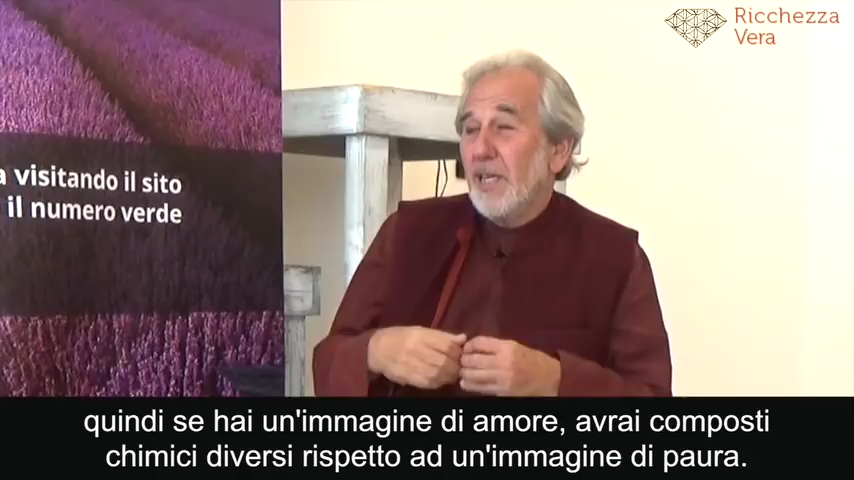 Ricchezza
Vera
a visitando il sito
il numero verde
quindi se hai un'immagine di amore, avrai composti
chimici diversi rispetto ad un'immagine di paura.